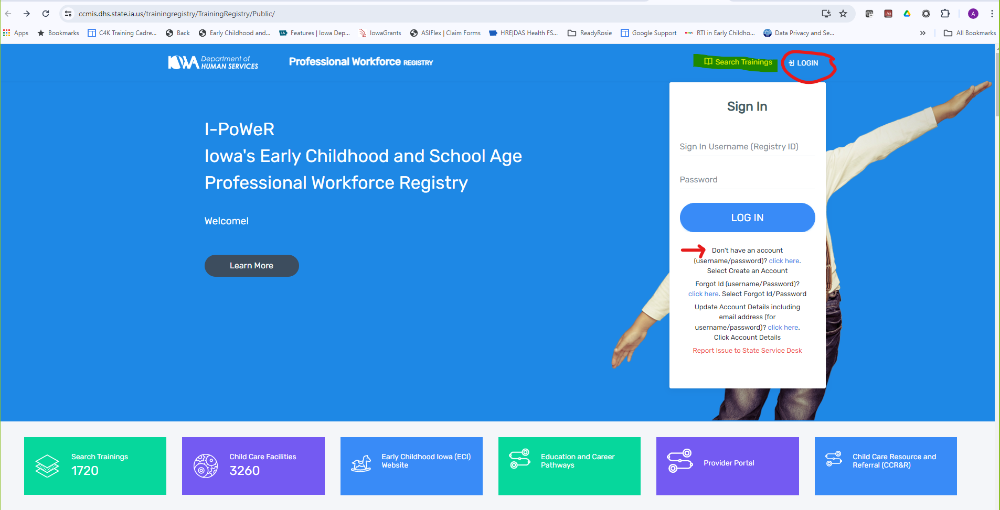 ccmis.dhs.state.ia.us/trainingregistry/TrainingRegistry/Public/
A
Apps
Bookmarks
C4K Training Cadre...
Back
Early Childhood and...
Features | Iowa Dep...
IowaGrants
ASIFlex | Claim Forms
HRE|DAS Health FS...
ReadyRosie
Google Support
RTI in Early Childho...
Data Privacy and Se...
»
All Bookmarks
IOWA Department of
HUMAN SERVICES
Professional Workforce REGISTRY
Search Trainings
LOGIN
I-PoWeR
Iowa's Early Childhood and School Age
Professional Workforce Registry
Welcome!
Learn More
Sign In
Sign In Username (Registry ID)
Password
LOG IN
Don't have an account
(username/password)? click here.
Select Create an Account
Forgot Id (username/Password)?
click here. Select Forgot Id/Password
Update Account Details including
email address (for
username/password)? click here.
Click Account Details
Report Issue to State Service Desk
Search Trainings
1720
Child Care Facilities
3260
Early Childhood Iowa (ECI)
Website
Education and Career
Pathways
Provider Portal
Child Care Resource and
Referral (CCR&R)